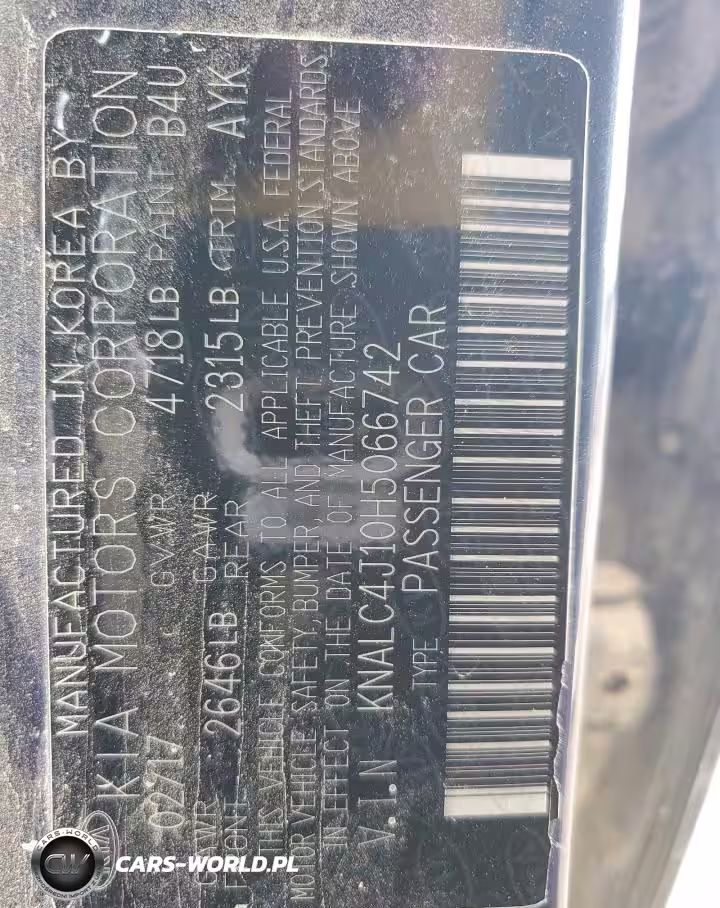 MANUFACTURED IN KOREA BY
KIA MOTORS CORPORATION
02/17 GVWR 4718LB PAINT B4U
GAWR GAWR
FRONT 2646LB REAR 2315LB TRIM AYK
THIS VEHICLE CONFORMS TO ALL APPLICABLE U.S.A. FEDERAL
MOTOR VEHICLE SAFETY, BUMPER, AND THEFT PREVENTION STANDARDS
IN EFFECT ON THE DATE OF MANUFACTURE SHOWN ABOVE
V.I.N KNALC4J10H5066742
TYPE PASSENGER CAR
CARS-WORLD.PL